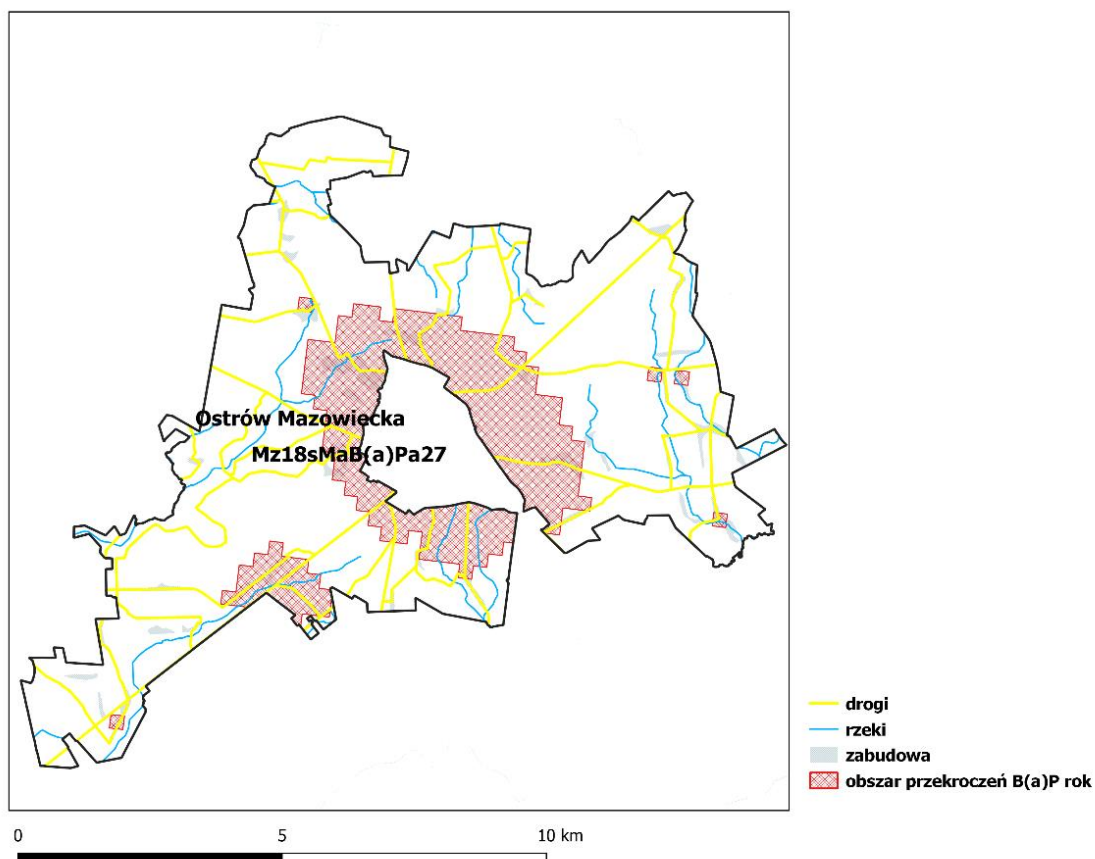 Ostrów Mazowiecka
Mz18sMaB(a)Pa27
drogi
rzeki
zabudowa
obszar przekroczeń B(a)P rok
0 5 10 km